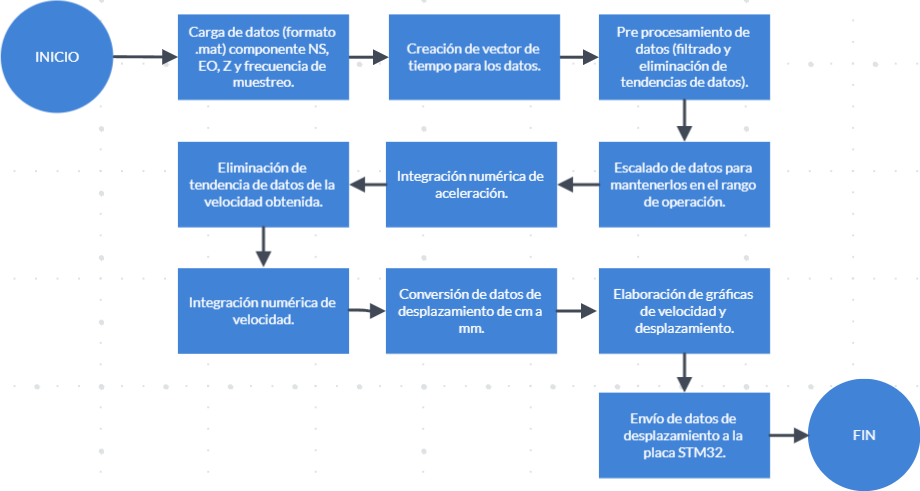 INICIO
Carga de datos (formato
.mat) componente NS,
EO, Z y frecuencia de
muestreo.
Creación de vector de
tiempo para los datos.
Pre procesamiento de
datos (filtrado y
eliminación de
tendencias de datos).
Escalado de datos para
mantenerlos en el rango
de operación.
Integración numérica de
aceleración.
Eliminación de
tendencia de datos de la
velocidad obtenida.
Integración numérica de
velocidad.
Conversión de datos de
desplazamiento de cm a
mm.
Elaboración de gráficas
de velocidad y
desplazamiento.
Envío de datos de
desplazamiento a la
placa STM32.
FIN